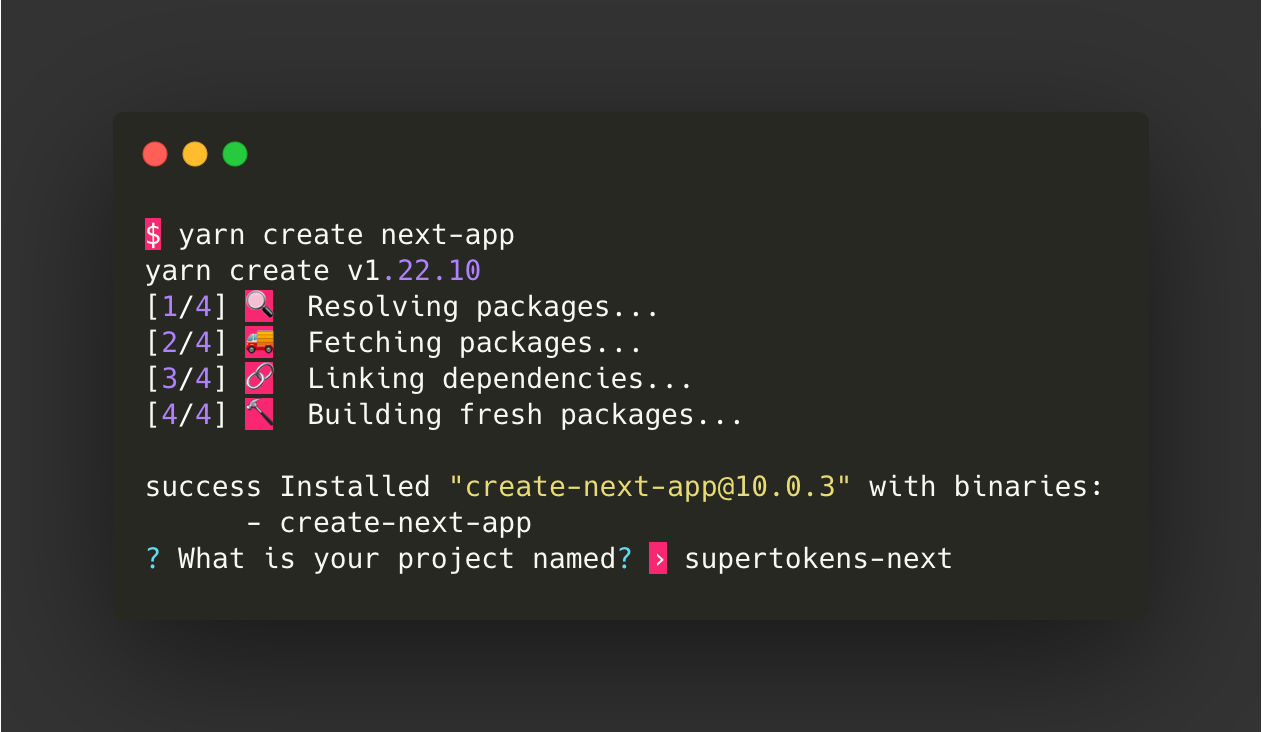 $ yarn create next-app
yarn create v1.22.10
[1/4] 🔍  Resolving packages...
[2/4] 🚚  Fetching packages...
[3/4] 🔗  Linking dependencies...
[4/4] 🔨  Building fresh packages...
success Installed "create-next-app@10.0.3" with binaries:
      - create-next-app
? What is your project named? › supertokens-next